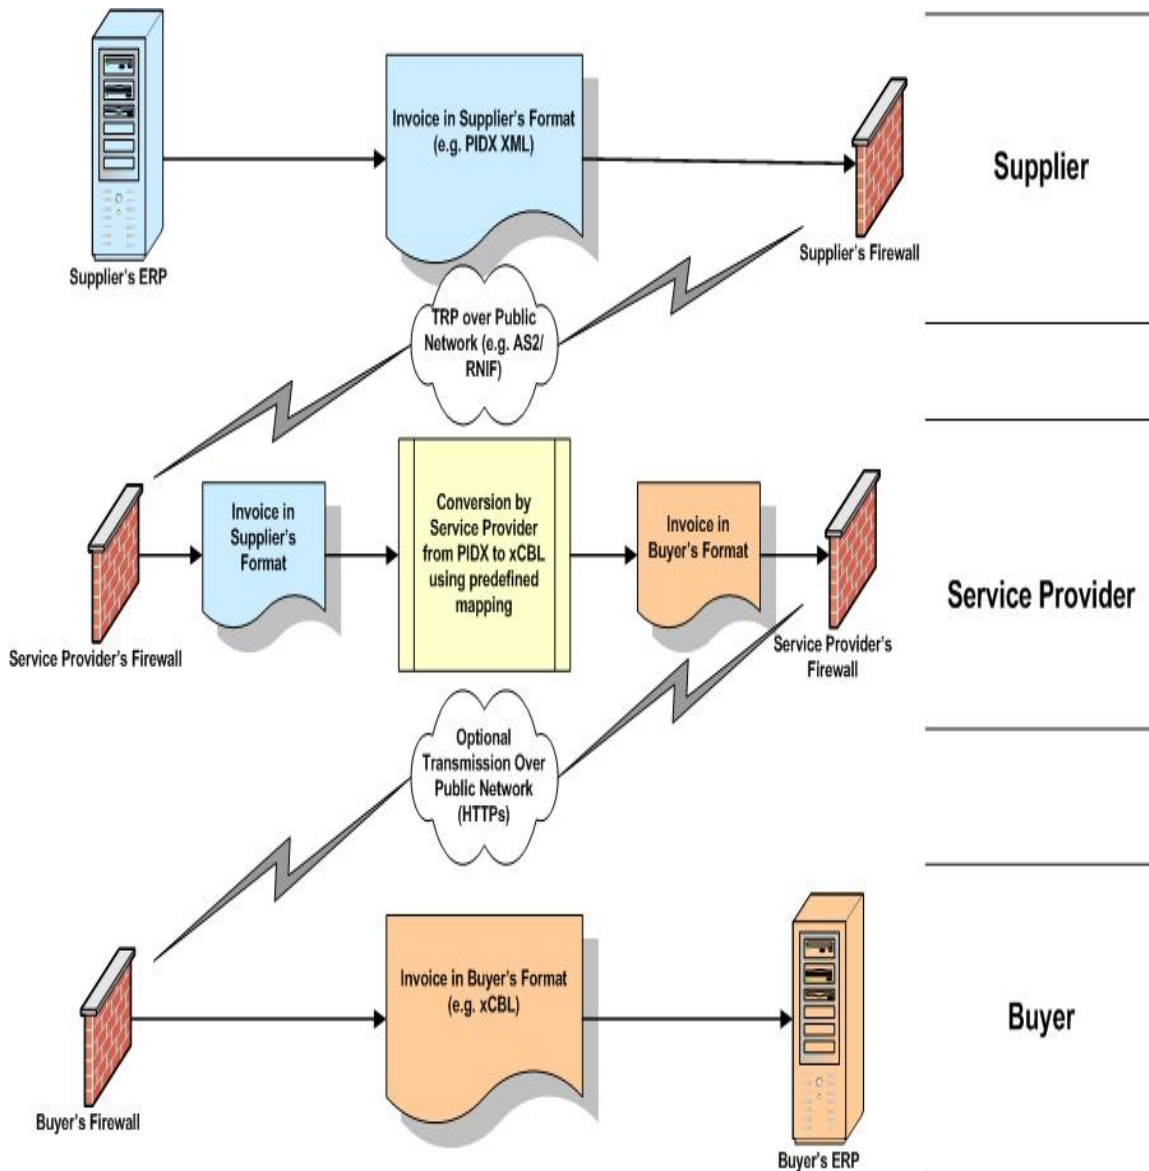 Invoice in Supplier's Format
(e.g. PIDX XML)
Supplier
Supplier's ERP
Supplier's Firewall
TRP over Public
Network (e.g. AS2/
RNIF)
Invoice in
Supplier's
Format
Conversion by
Service Provider
from PIDX to xCBL
using predefined
mapping
Invoice in
Buyer's Format
Service Provider
Service Provider's Firewall
Service Provider's
Firewall
Optional
Transmission Over
Public Network
(HTTPs)
Invoice in Buyer's Format
(e.g. xCBL)
Buyer
Buyer's Firewall
Buyer's ERP